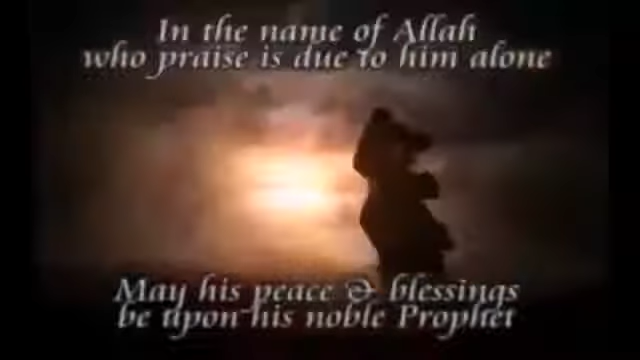 In the name of Allah
who praise is due to him alone
May his peace & blessings
be upon his noble Prophet